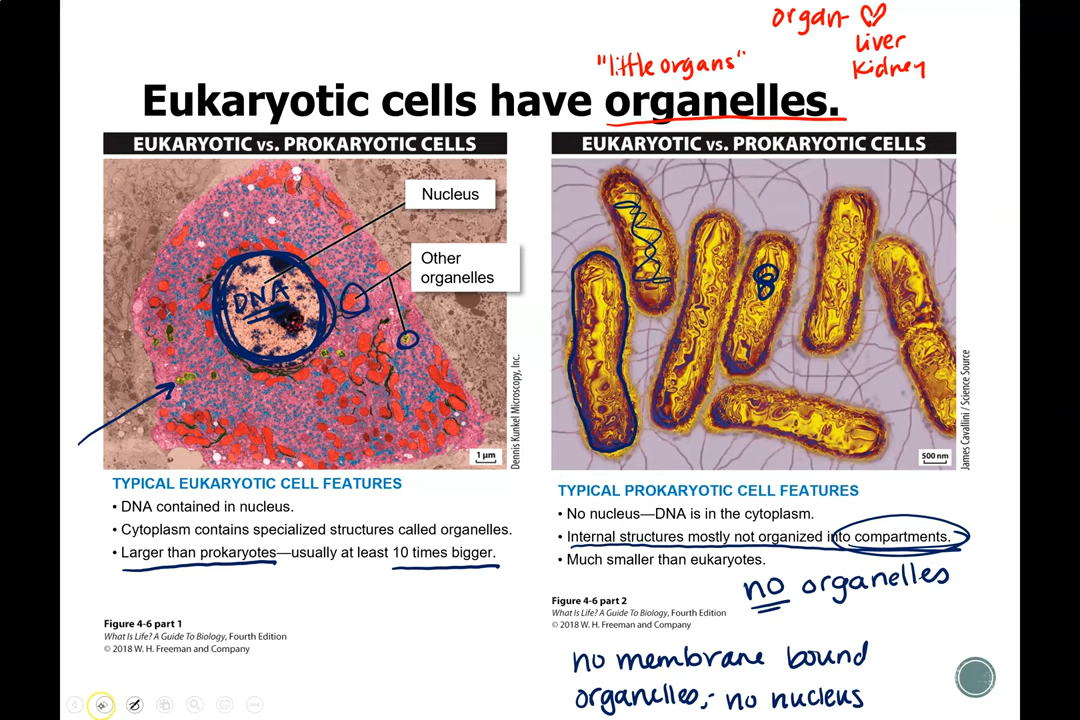 organ- ♡
liver
kidney
"little organs"
Eukaryotic cells have organelles.
EUKARYOTIC vs. PROKARYOTIC CELLS
Nucleus
Other
organelles
DNA
1 µm
Dennis Kunkel Microscopy, Inc.
TYPICAL EUKARYOTIC CELL FEATURES
• DNA contained in nucleus.
• Cytoplasm contains specialized structures called organelles.
• Larger than prokaryotes—usually at least 10 times bigger.
Figure 4-6 part 1
What Is Life? A Guide To Biology, Fourth Edition
© 2018 W. H. Freeman and Company
EUKARYOTIC vs. PROKARYOTIC CELLS
500 nm
James Cavallini / Science Source
TYPICAL PROKARYOTIC CELL FEATURES
• No nucleus—DNA is in the cytoplasm.
• Internal structures mostly not organized into compartments.
• Much smaller than eukaryotes.
no organelles
Figure 4-6 part 2
What Is Life? A Guide To Biology, Fourth Edition
© 2018 W. H. Freeman and Company
no membrane bound
organelles,- no nucleus